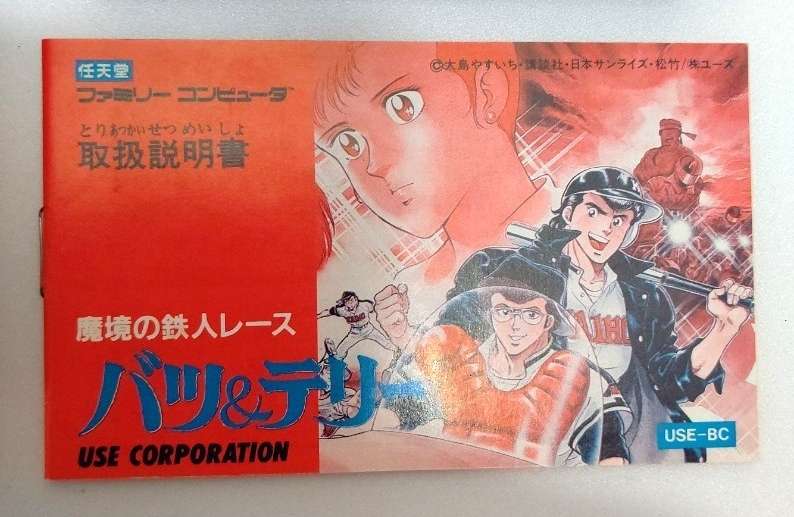 任天堂
ファミリー コンピュータ™
©大島やすいち・講談社・日本サンライズ・松竹/㈱ユース
とりあつかいせつめいしょ
取扱説明書
魔境の鉄人レース
バツ&テリー
USE CORPORATION
USE-BC